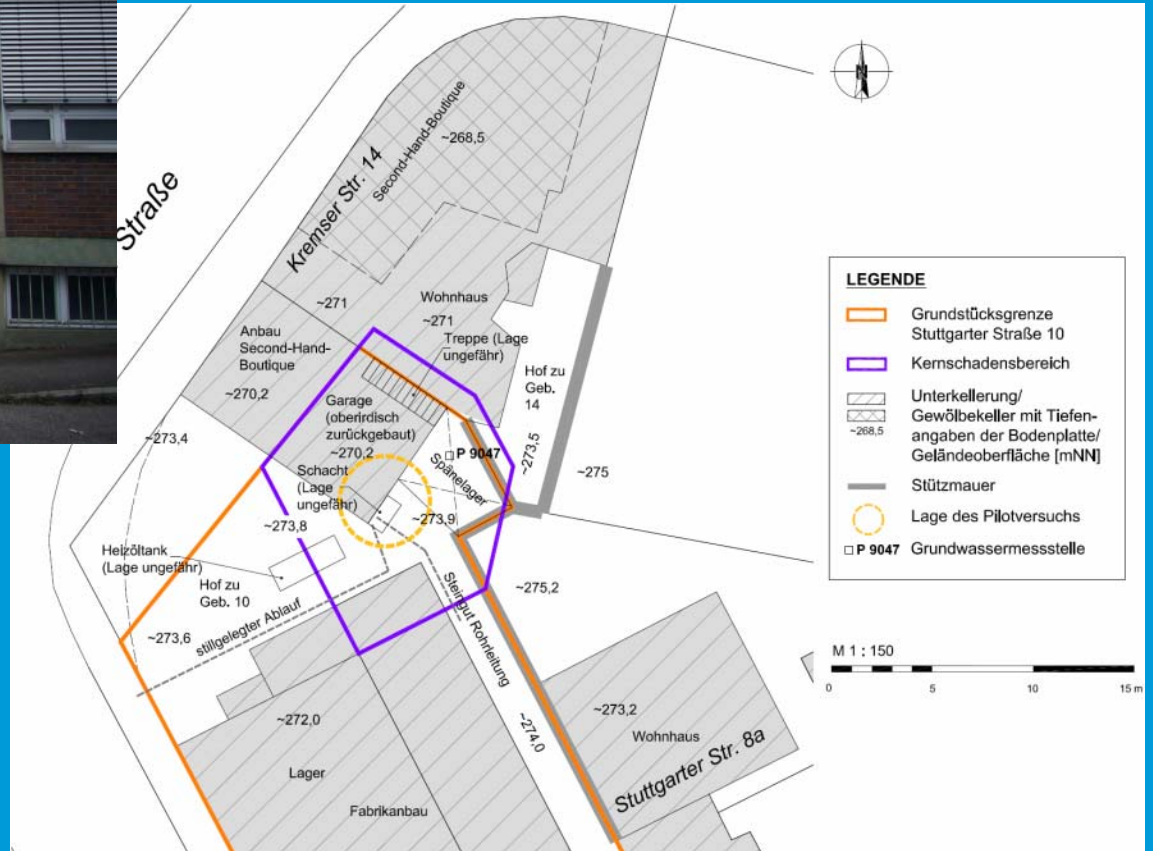 Straße
Kremser Str. 14
Second-Hand-Boutique
~268,5
N
~271
Wohnhaus
~271
Anbau
Second-Hand-
Boutique
~270,2
Treppe (Lage
ungefähr)
Hof zu
Geb.
14
Garage
(oberirdisch
zurückgebaut)
~270,2
~273,4
P 9047
Spänelager
~273,5
~275
Schacht
(Lage
ungefähr)
~273,8
~273,9
Heizöltank
(Lage ungefähr)
Hof zu
Geb. 10
~273,6
stillgelegter Ablauf
Steingut Rohrleitung
~275,2
~272,0
Lager
Fabrikanbau
~274,0
~273,2
Wohnhaus
Stuttgarter Str. 8a
LEGENDE
Grundstücksgrenze
Stuttgarter Straße 10
Kernschadensbereich
Unterkellerung/
Gewölbekeller mit Tiefen-
~268,5 angaben der Bodenplatte/
Geländeoberfläche [mNN]
Stützmauer
Lage des Pilotversuchs
P 9047 Grundwassermessstelle
M 1 : 150
0 5 10 15 m